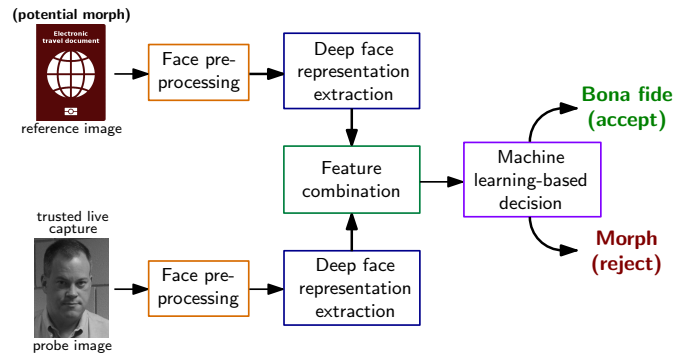 (potential morph)
Electronic
travel document
reference image
Face pre-
processing
Deep face
representation
extraction
Feature
combination
Machine
learning-based
decision
Bona fide
(accept)
Morph
(reject)
trusted live
capture
probe image
Face pre-
processing
Deep face
representation
extraction